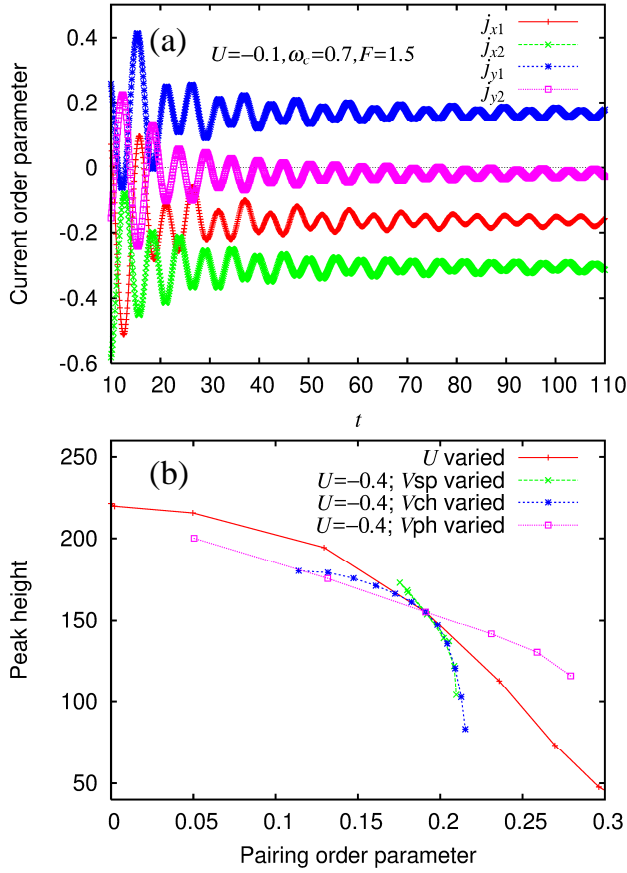 (a)
U=−0.1,ω_c=0.7,F=1.5
j_x1
j_x2
j_y1
j_y2
Current order parameter
0.4
0.2
0
-0.2
-0.4
-0.6
10 20 30 40 50 60 70 80 90 100 110
t
(b)
U varied
U=−0.4; Vsp varied
U=−0.4; Vch varied
U=−0.4; Vph varied
Peak height
250
200
150
100
50
0 0.05 0.1 0.15 0.2 0.25 0.3
Pairing order parameter